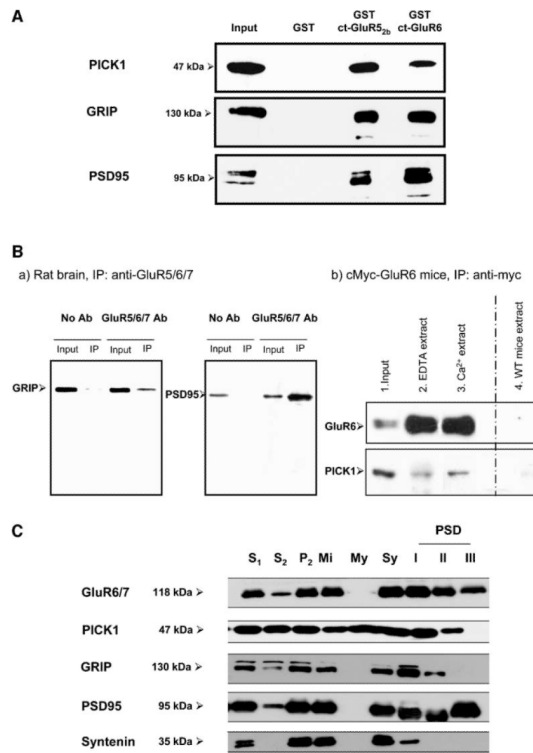 A
Input GST GST ct-GluR5₂b GST ct-GluR6
PICK1 47 kDa
GRIP 130 kDa
PSD95 95 kDa
B
a) Rat brain, IP: anti-GluR5/6/7
b) cMyc-GluR6 mice, IP: anti-myc
No Ab GluR5/6/7 Ab No Ab GluR5/6/7 Ab
Input IP Input IP Input IP Input IP
1.Input 2. EDTA extract 3. Ca²⁺ extract 4. WT mice extract
GRIP
PSD95
GluR6
PICK1
C
PSD
S₁ S₂ P₂ Mi My Sy I II III
GluR6/7 118 kDa
PICK1 47 kDa
GRIP 130 kDa
PSD95 95 kDa
Syntenin 35 kDa